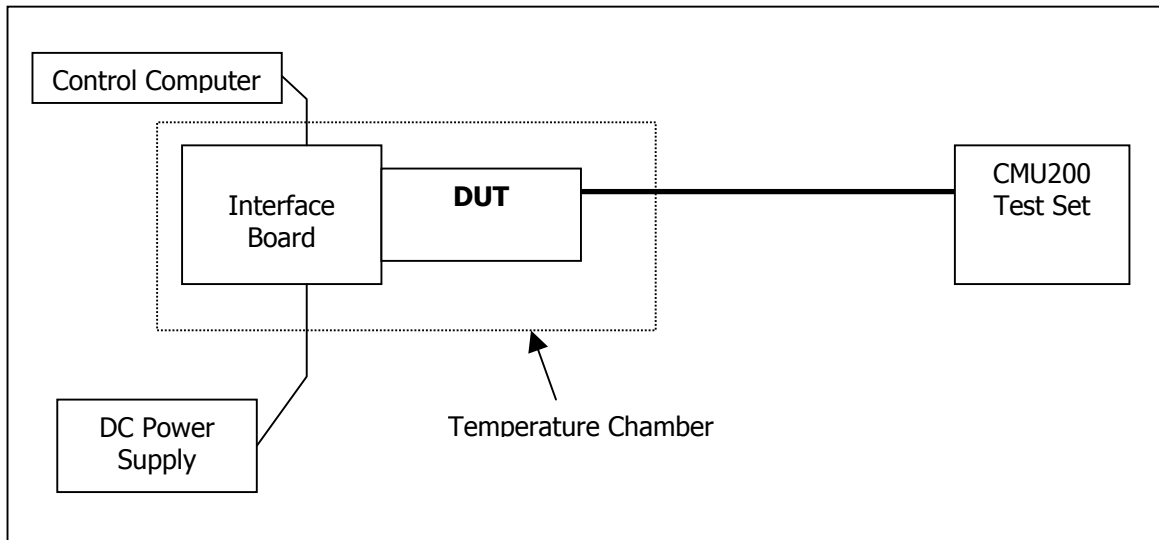 Control Computer
Interface
Board
DUT
CMU200
Test Set
DC Power
Supply
Temperature Chamber